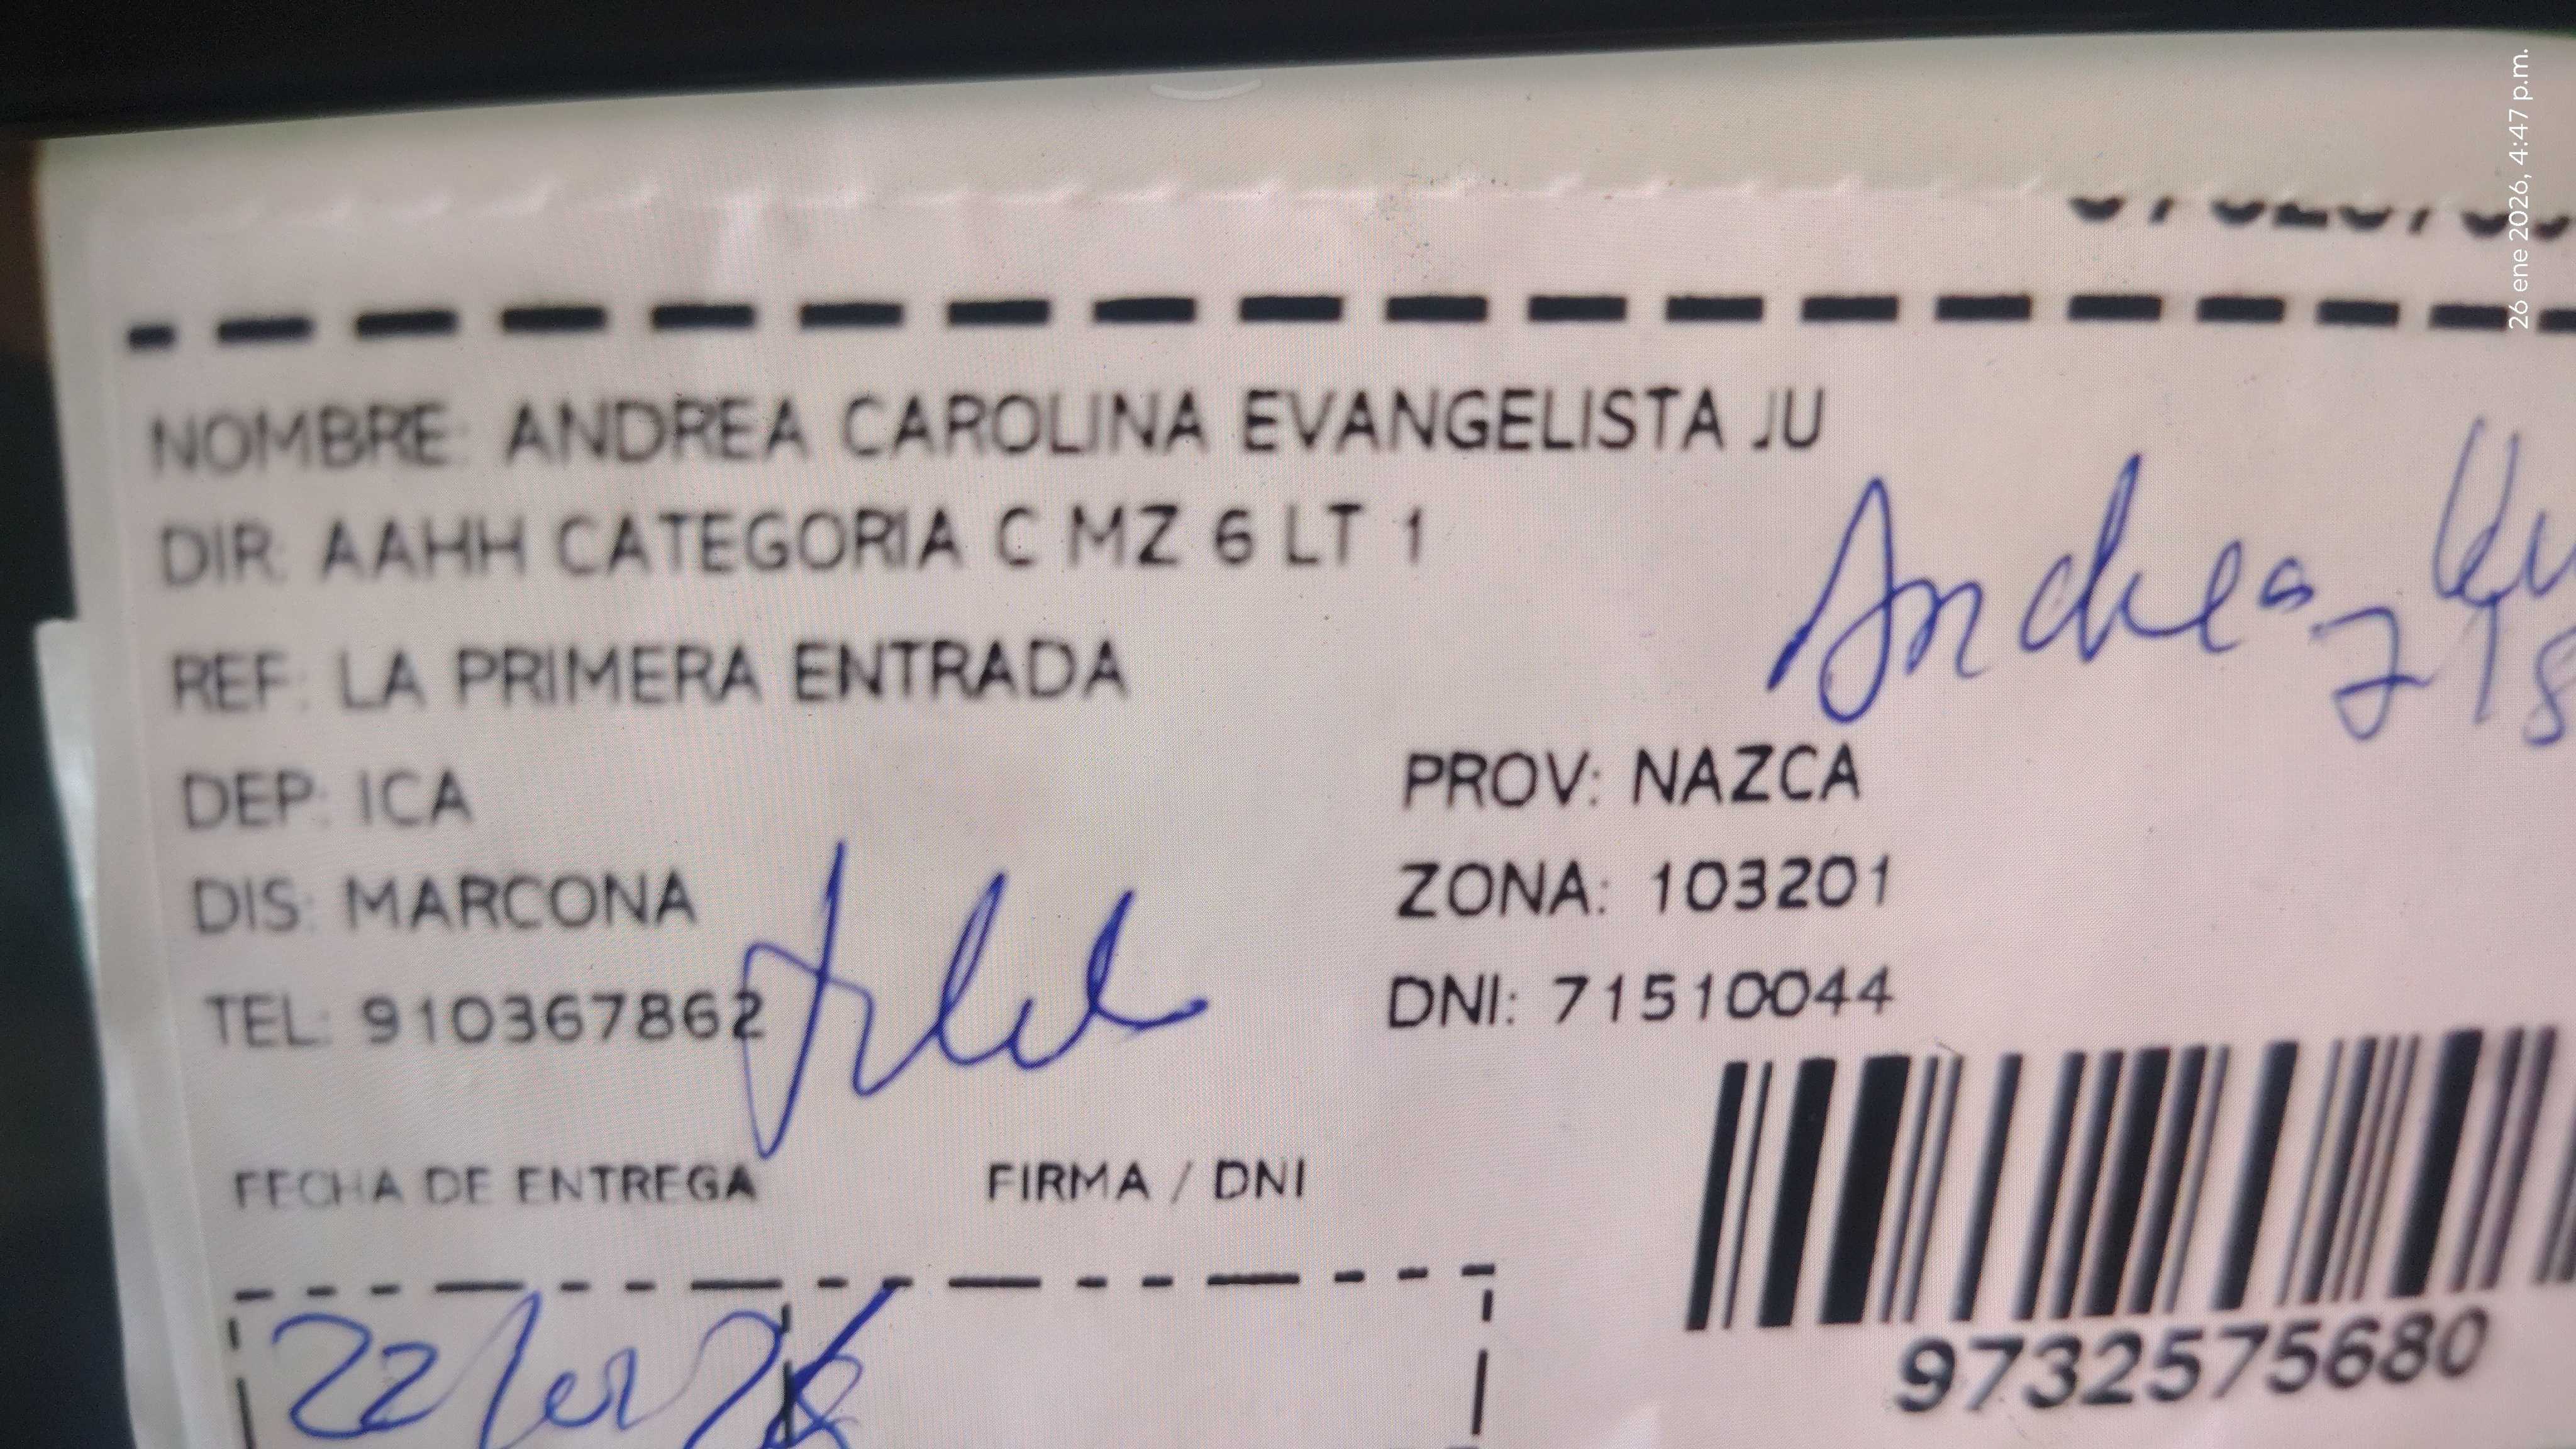 26 ene 2026, 4:47 p.m.
NOMBRE: ANDREA CAROLINA EVANGELISTA JU
Andrea
DIR: AAHH CATEGORIA C MZ 6 LT 1
REF: LA PRIMERA ENTRADA
DEP: ICA
PROV: NAZCA
DIS: MARCONA
ZONA: 103201
TEL: 910367862
DNI: 71510044
FECHA DE ENTREGA
FIRMA / DNI
9732575680